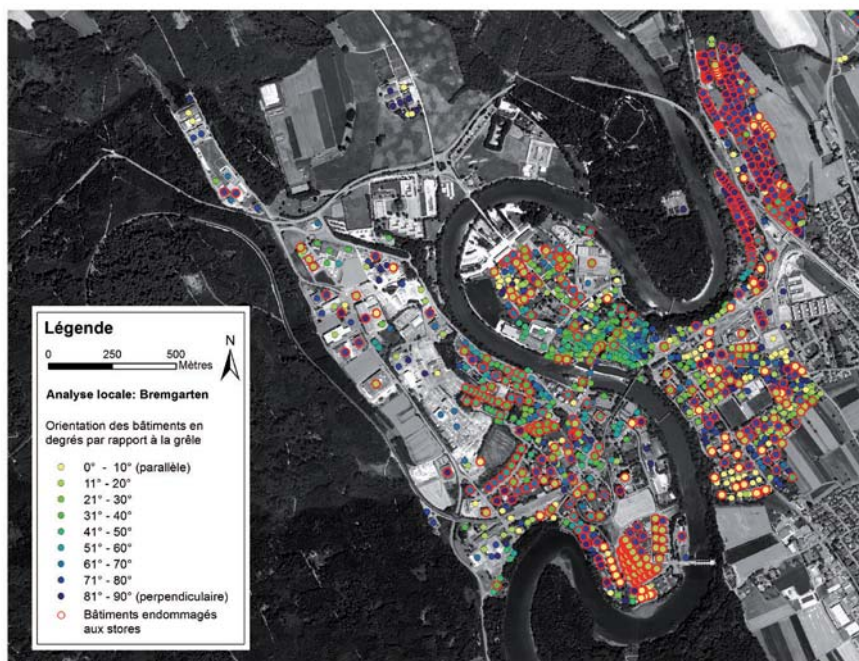 Légende
N
0 250 500
Mètres
Analyse locale: Bremgarten
Orientation des bâtiments en
degrés par rapport à la grêle
0° - 10° (parallèle)
11° - 20°
21° - 30°
31° - 40°
41° - 50°
51° - 60°
61° - 70°
71° - 80°
81° - 90° (perpendiculaire)
Bâtiments endommagés
aux stores